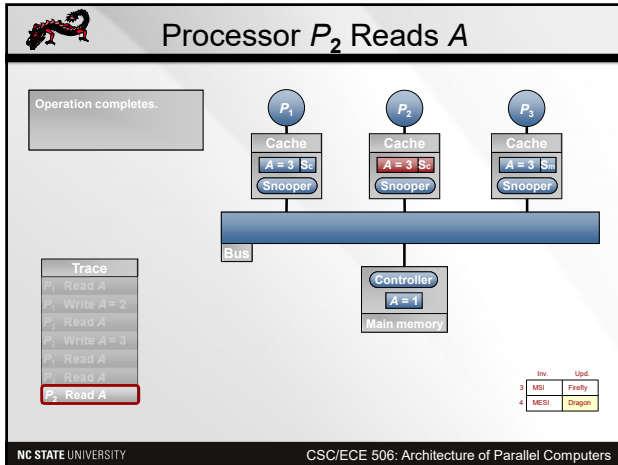 Processor P2 Reads A
Operation completes.
P1
P2
P3
Cache
Cache
Cache
A = 3 Sc
A = 3 Sc
A = 3 Sm
Snooper
Snooper
Snooper
Bus
Controller
A = 1
Main memory
Trace
P1 Read A
P1 Write A = 2
Read A
Write A = 3
P1 Read A
Read A
P2 Read A
Inv. Upd.
3 MSI Firefly
4 MESI Dragon
NC STATE UNIVERSITY
CSC/ECE 506: Architecture of Parallel Computers